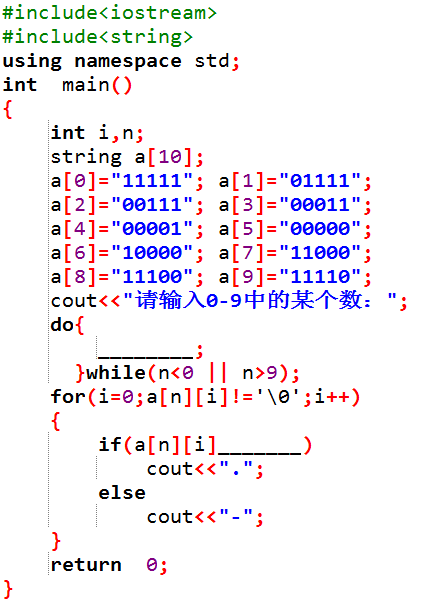 #include<iostream>
#include<string>
using namespace std;
int  main()
{
int i,n;
string a[10];
a[0]="11111"; a[1]="01111";
a[2]="00111"; a[3]="00011";
a[4]="00001"; a[5]="00000";
a[6]="10000"; a[7]="11000";
a[8]="11100"; a[9]="11110";
cout<<"请输入0-9中的某个数: ";
do{
________;
}while(n<0 || n>9);
for(i=0;a[n][i]!='\0';i++)
{
if(a[n][i]_______)
cout<<".";
else
cout<<"-";
}
return  0;
}